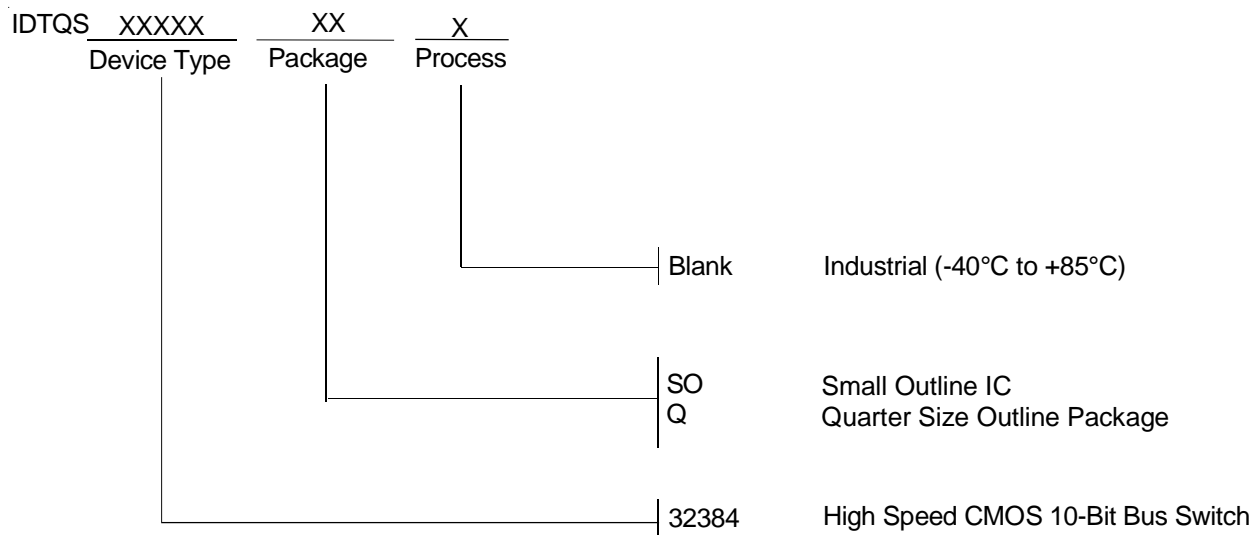 IDTQS XXXXX XX X
Device Type Package Process
Blank Industrial (-40°C to +85°C)
SO Small Outline IC
Q Quarter Size Outline Package
32384 High Speed CMOS 10-Bit Bus Switch